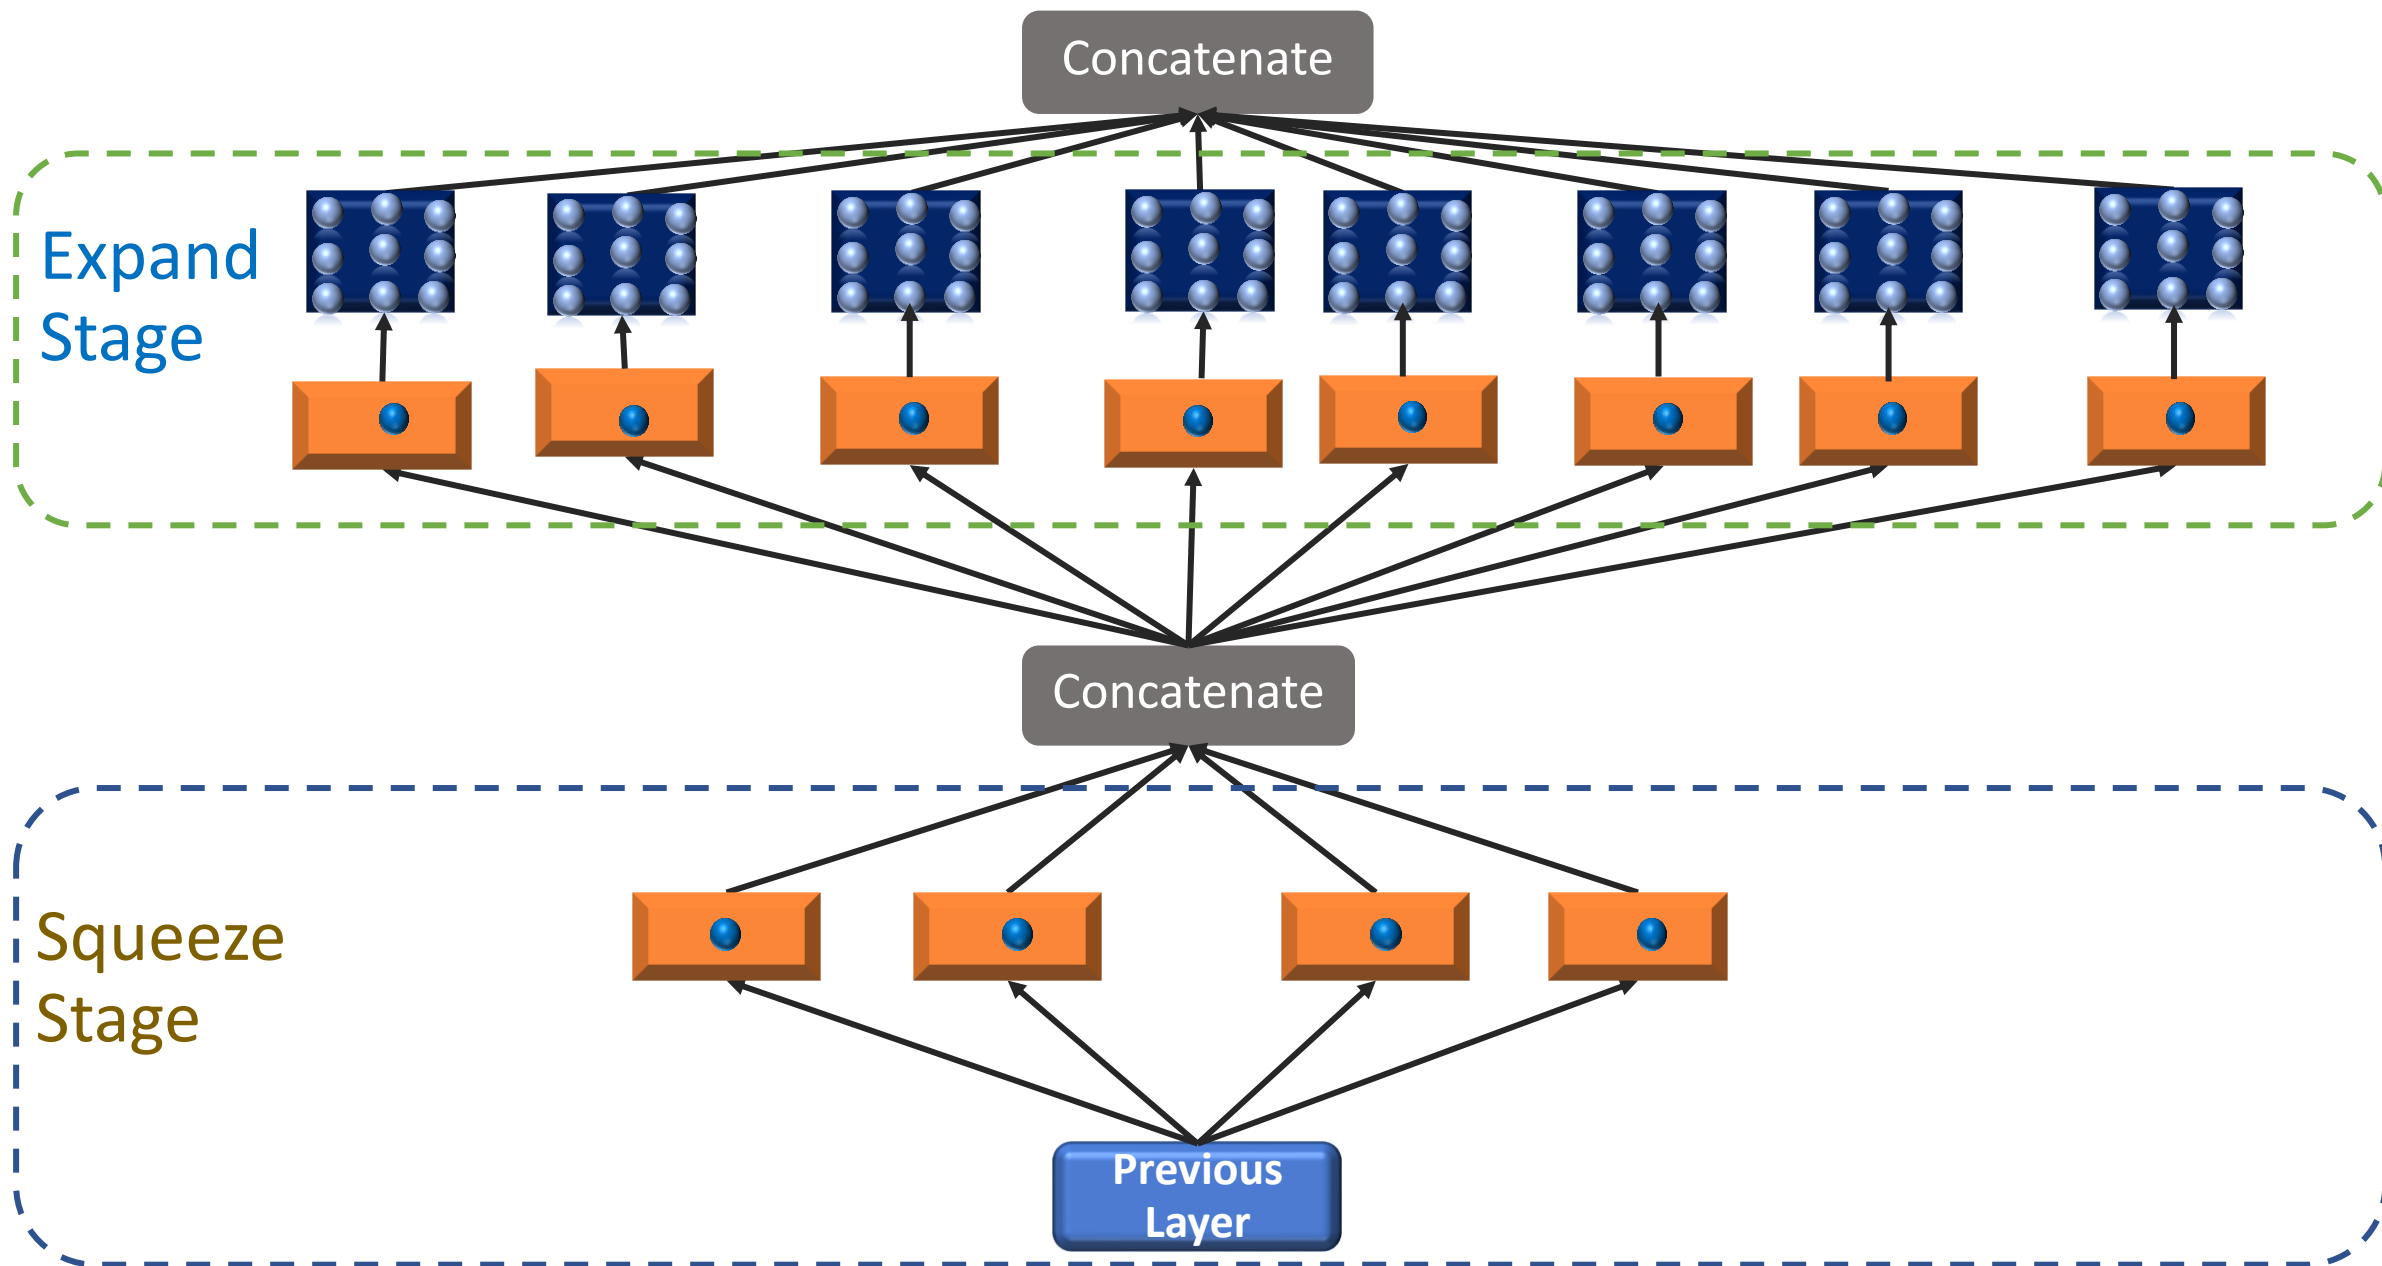 Concatenate
Expand
Stage
Concatenate
Squeeze
Stage
Previous
Layer